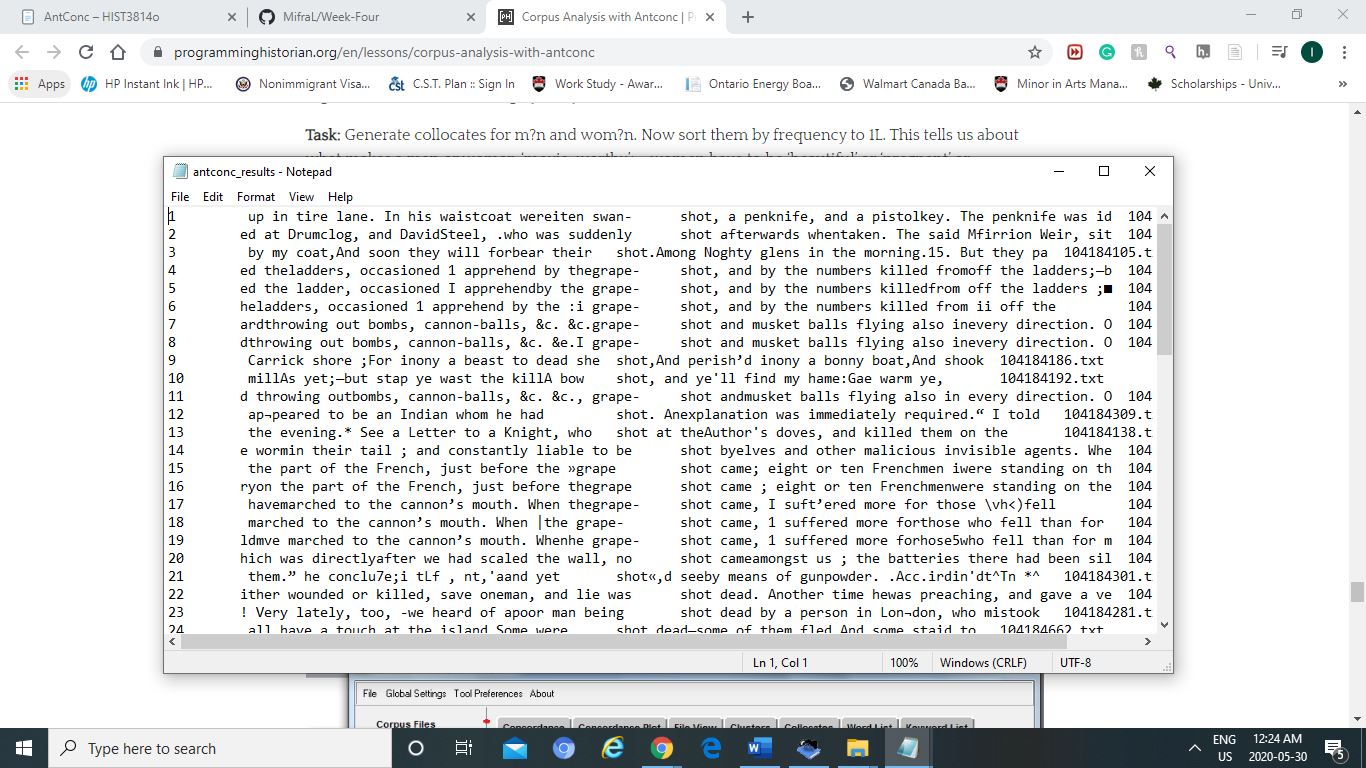 AntConc – HIST3814o
MifraL/Week-Four
Corpus Analysis with Antconc | P
programminghistorian.org/en/lessons/corpus-analysis-with-antconc
Apps HP Instant Ink | HP... Nonimmigrant Visa... C.S.T. Plan :: Sign In Work Study - Awar... Ontario Energy Boa... Walmart Canada Ba... Minor in Arts Mana... Scholarships - Univ... »
Task: Generate collocates for m?n and wom?n. Now sort them by frequency to 1L. This tells us about
antconc_results - Notepad
File Edit Format View Help
1 up in tire lane. In his waistcoat wereiten swan- shot, a penknife, and a pistolkey. The penknife was id 104
2 ed at Drumclog, and DavidSteel, .who was suddenly shot afterwards whentaken. The said Mfirrion Weir, sit 104
3 by my coat,And soon they will forbear their shot.Among Noghty glens in the morning.15. But they pa 104184105.t
4 ed theladders, occasioned 1 apprehend by thegrape- shot, and by the numbers killed fromoff the ladders;—b 104
5 ed the ladder, occasioned I apprehendby the grape- shot, and by the numbers killedfrom off the ladders ;■ 104
6 heladders, occasioned 1 apprehend by the :i grape- shot, and by the numbers killed from ii off the 104
7 ardthrowing out bombs, cannon-balls, &c. &c.grape- shot and musket balls flying also inevery direction. O 104
8 dthrowing out bombs, cannon-balls, &c. &e.I grape- shot and musket balls flying also inevery direction. O 104
9 Carrick shore ;For inony a beast to dead she shot,And perish’d inony a bonny boat,And shook 104184186.txt
10 millAs yet;—but stap ye wast the killA bow shot, and ye'll find my hame:Gae warm ye, 104184192.txt
11 d throwing outbombs, cannon-balls, &c. &c., grape- shot andmusket balls flying also in every direction. O 104
12 ap¬peared to be an Indian whom he had shot. Anexplanation was immediately required.“ I told 104184309.t
13 the evening.* See a Letter to a Knight, who shot at theAuthor's doves, and killed them on the 104184138.t
14 e wormin their tail ; and constantly liable to be shot byelves and other malicious invisible agents. Whe 104
15 the part of the French, just before the »grape shot came; eight or ten Frenchmen iwere standing on th 104
16 ryon the part of the French, just before thegrape shot came ; eight or ten Frenchmenwere standing on the 104
17 havemarched to the cannon’s mouth. When thegrape- shot came, I suft’ered more for those \vh<)fell 104
18 marched to the cannon’s mouth. When |the grape- shot came, 1 suffered more forthose who fell than for 104
19 ldmve marched to the cannon’s mouth. Whenhe grape- shot came, 1 suffered more forhose5who fell than for m 104
20 hich was directlyafter we had scaled the wall, no shot cameamongst us ; the batteries there had been sil 104
21 them.” he conclu7e;i tLf , nt,'aand yet shot«,d seeby means of gunpowder. .Acc.irdin'dt^Tn *^ 104184301.t
22 ither wounded or killed, save oneman, and lie was shot dead. Another time hewas preaching, and gave a ve 104
23 ! Very lately, too, -we heard of apoor man being shot dead by a person in Lon¬don, who mistook 104184281.t
24 all have a touch at the island Some were shot dead—some of them fled And some staid to 104184662.txt
Ln 1, Col 1 100% Windows (CRLF) UTF-8
File Global Settings Tool Preferences About
Corpus Files Concordance Concordance Plot File View Clusters Collocates Word List Keyword List
Type here to search
ENG 12:24 AM
US 2020-05-30
5